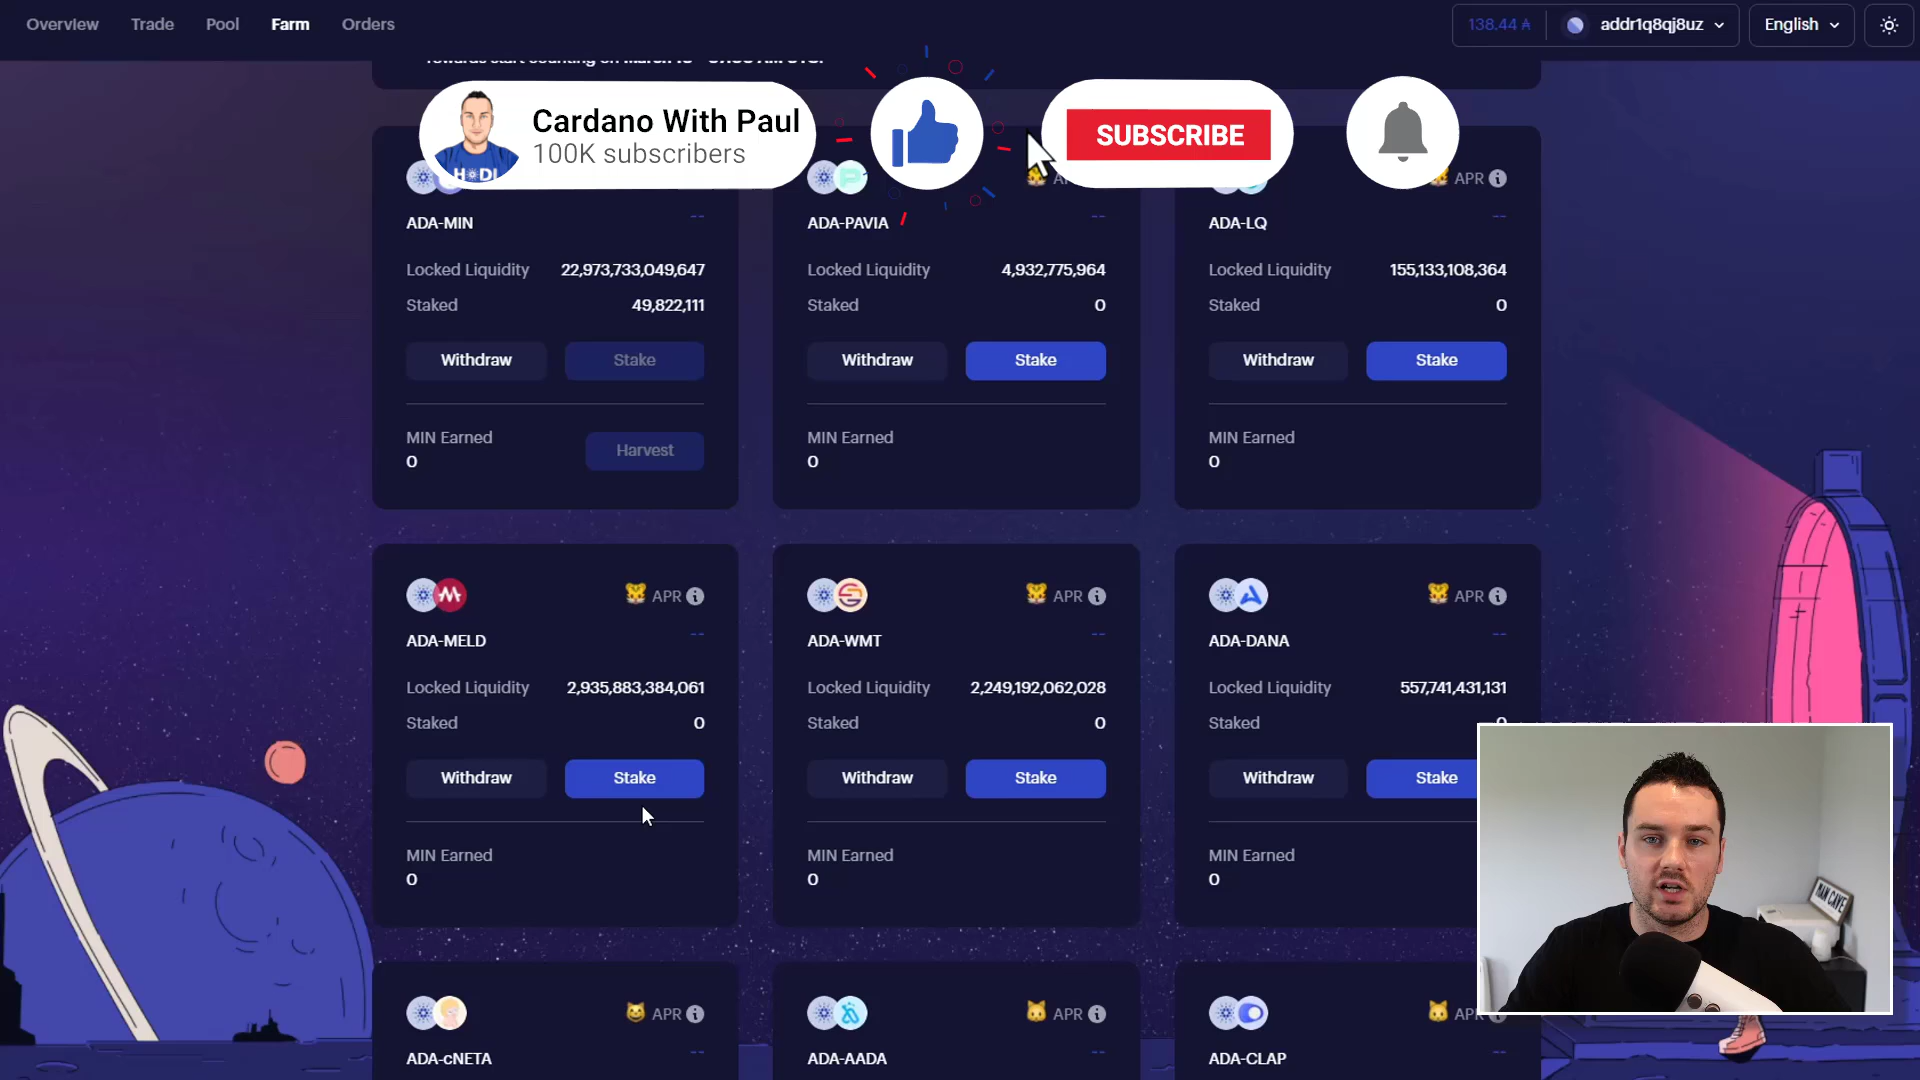 Overview Trade Pool Farm Orders
138.44 ₳ addr1q8qj8uz English
Cardano With Paul
100K subscribers
SUBSCRIBE
H DL
APR
ADA-MIN --
Locked Liquidity 22,973,733,049,647
Staked 49,822,111
Withdraw Stake
MIN Earned
0
Harvest
ADA-PAVIA --
Locked Liquidity 4,932,775,964
Staked 0
Withdraw Stake
MIN Earned
0
ADA-LQ --
Locked Liquidity 155,133,108,364
Staked 0
Withdraw Stake
MIN Earned
0
APR
ADA-MELD --
Locked Liquidity 2,935,883,384,061
Staked 0
Withdraw Stake
MIN Earned
0
APR
ADA-WMT --
Locked Liquidity 2,249,192,062,028
Staked 0
Withdraw Stake
MIN Earned
0
APR
ADA-DANA --
Locked Liquidity 557,741,431,131
Staked
Withdraw Stake
MIN Earned
0
MAN CAVE
APR
ADA-cNETA --
APR
ADA-AADA --
APR
ADA-CLAP --